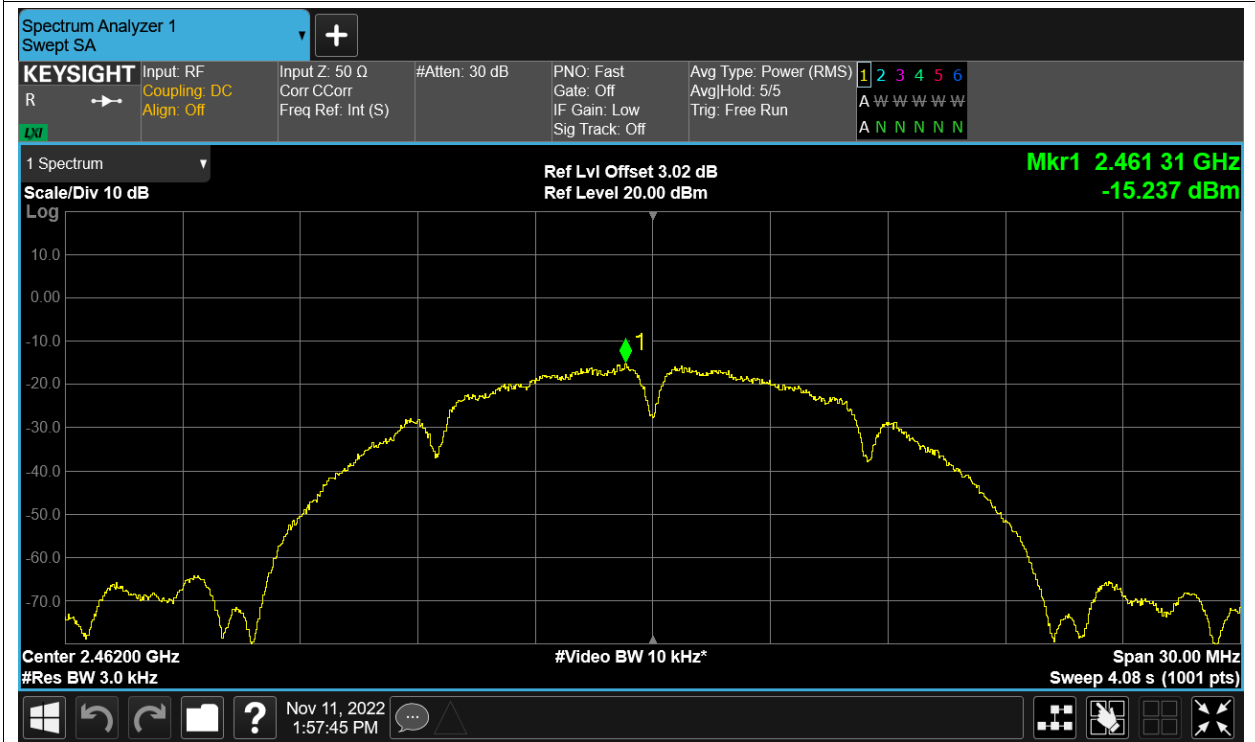 Spectrum Analyzer 1
Swept SA
▼
+
KEYSIGHT
R
LXI
Input: RF
Coupling: DC
Align: Off
Input Z: 50 Ω
Corr CCorr
Freq Ref: Int (S)
#Atten: 30 dB
PNO: Fast
Gate: Off
IF Gain: Low
Sig Track: Off
Avg Type: Power (RMS)
Avg|Hold: 5/5
Trig: Free Run
1 2 3 4 5 6
A W W W W W
A N N N N N
1 Spectrum ▼
Scale/Div 10 dB
Ref Lvl Offset 3.02 dB
Ref Level 20.00 dBm
Mkr1 2.461 31 GHz
-15.237 dBm
Log
10.0
0.00
-10.0
-20.0
-30.0
-40.0
-50.0
-60.0
-70.0
1
Center 2.46200 GHz
#Res BW 3.0 kHz
#Video BW 10 kHz*
Span 30.00 MHz
Sweep 4.08 s (1001 pts)
?
Nov 11, 2022
1:57:45 PM